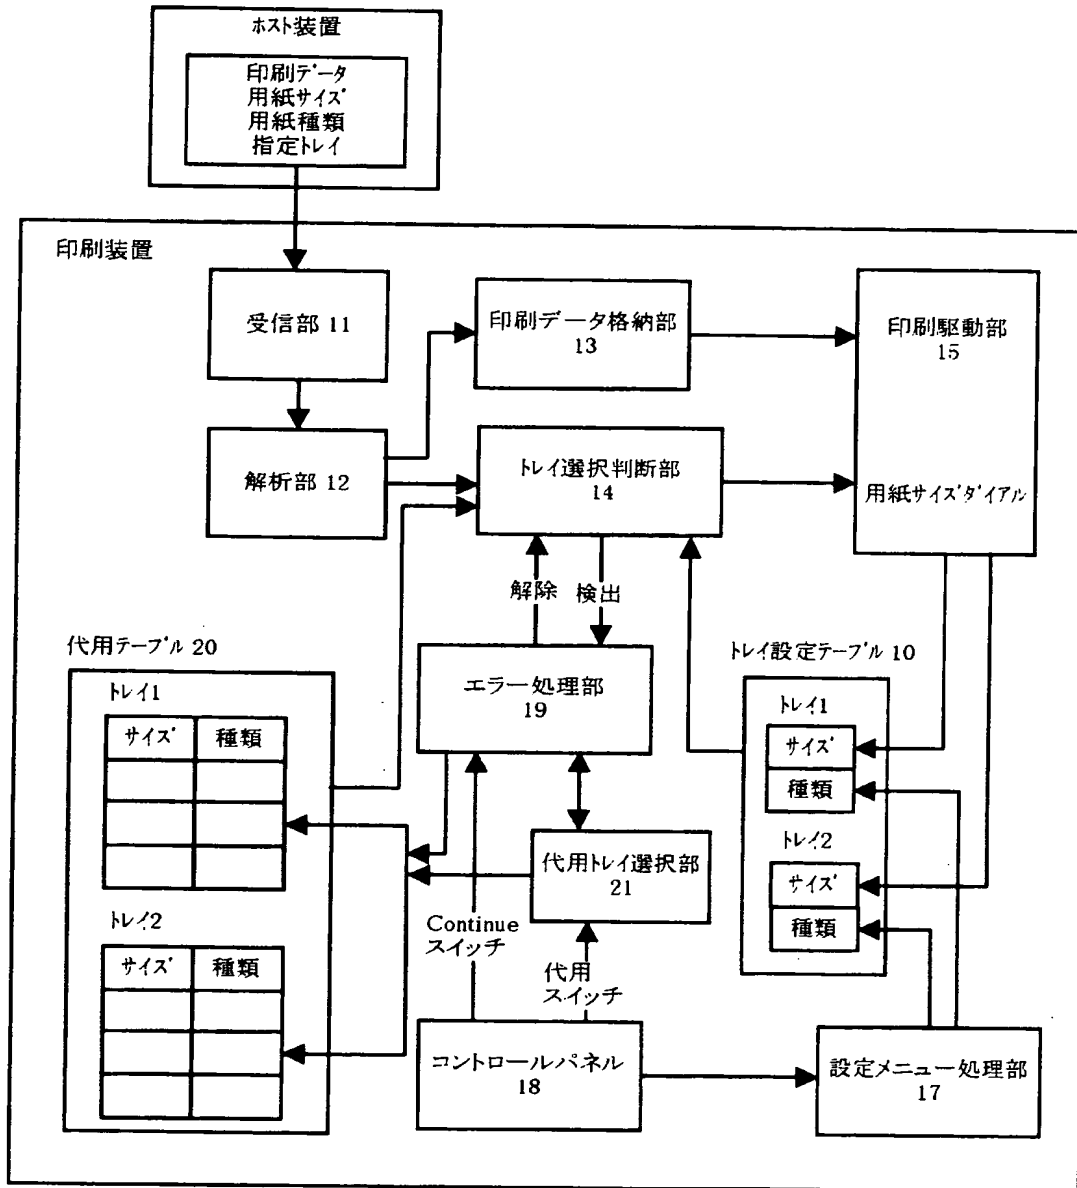 ホスト装置
印刷データ
用紙サイズ
用紙種類
指定トレイ
印刷装置
受信部 11
印刷データ格納部
13
印刷駆動部
15
解析部 12
トレイ選択判断部
14
用紙サイズダイアル
解除
検出
代用テーブル 20
トレイ1
サイズ 種類
エラー処理部
19
トレイ設定テーブル 10
トレイ1
サイズ
種類
トレイ2
サイズ
種類
代用トレイ選択部
21
トレイ2
サイズ 種類
Continue
スイッチ
代用
スイッチ
コントロールパネル
18
設定メニュー処理部
17